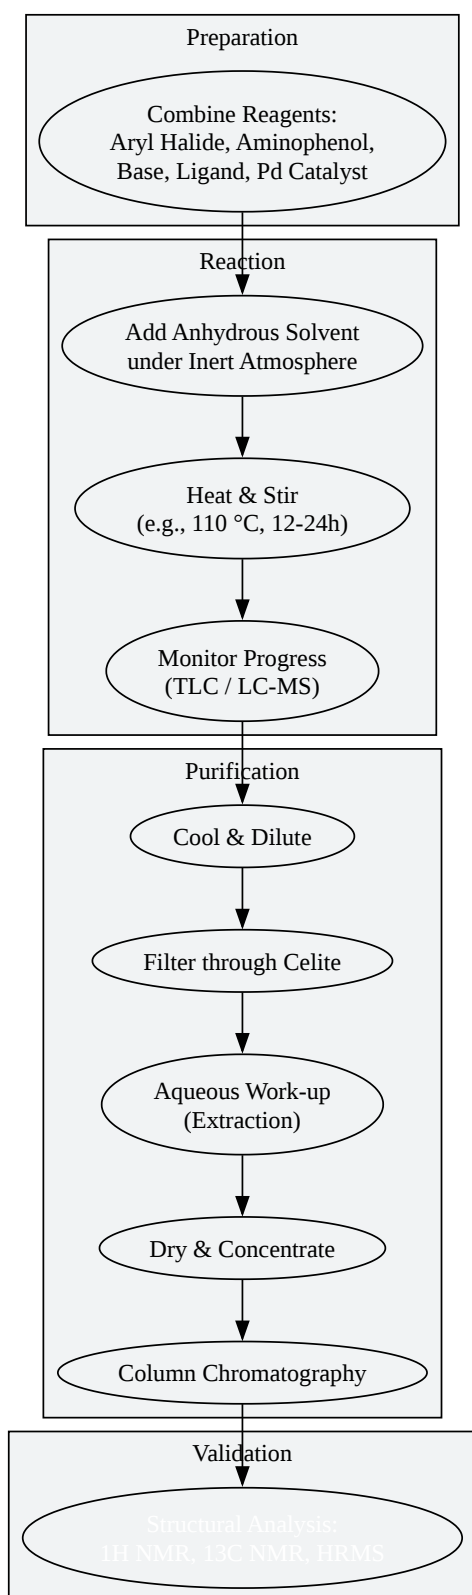 Preparation
Combine Reagents:
Aryl Halide, Aminophenol,
Base, Ligand, Pd Catalyst
Reaction
Add Anhydrous Solvent
under Inert Atmosphere
Heat & Stir
(e.g., 110 °C, 12-24h)
Monitor Progress
(TLC / LC-MS)
Purification
Cool & Dilute
Filter through Celite
Aqueous Work-up
(Extraction)
Dry & Concentrate
Column Chromatography
Validation
Structural Analysis:
1H NMR, 13C NMR, HRMS